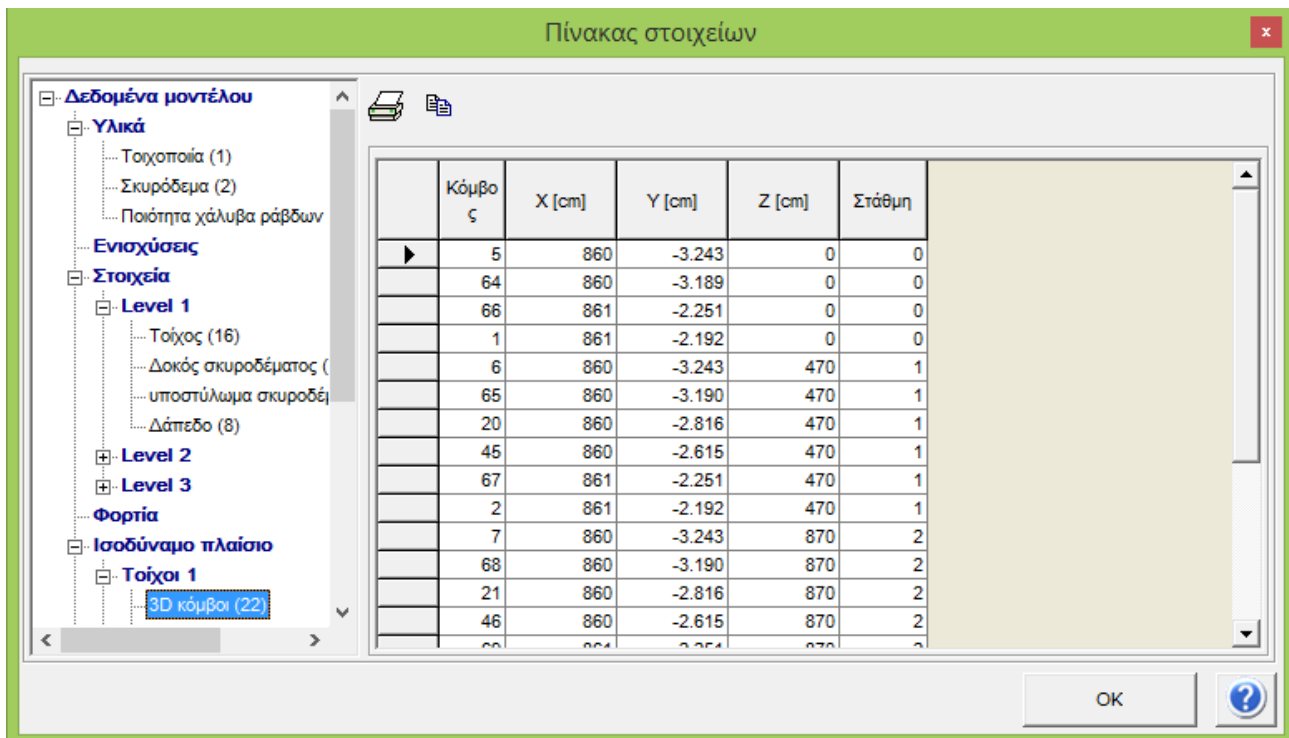 Πίνακας στοιχείων
x
Δεδομένα μοντέλου
Υλικά
Τοιχοποιία (1)
Σκυρόδεμα (2)
Ποιότητα χάλυβα ράβδων
Ενισχύσεις
Στοιχεία
Level 1
Τοίχος (16)
Δοκός σκυροδέματος (
υποστύλωμα σκυροδέμ
Δάπεδο (8)
Level 2
Level 3
Φορτία
Ισοδύναμο πλαίσιο
Τοίχοι 1
3D κόμβοι (22)
Κόμβο
ς X [cm] Y [cm] Z [cm] Στάθμη
5 860 -3.243 0 0
64 860 -3.189 0 0
66 861 -2.251 0 0
1 861 -2.192 0 0
6 860 -3.243 470 1
65 860 -3.190 470 1
20 860 -2.816 470 1
45 860 -2.615 470 1
67 861 -2.251 470 1
2 861 -2.192 470 1
7 860 -3.243 870 2
68 860 -3.190 870 2
21 860 -2.816 870 2
46 860 -2.615 870 2
OK
?